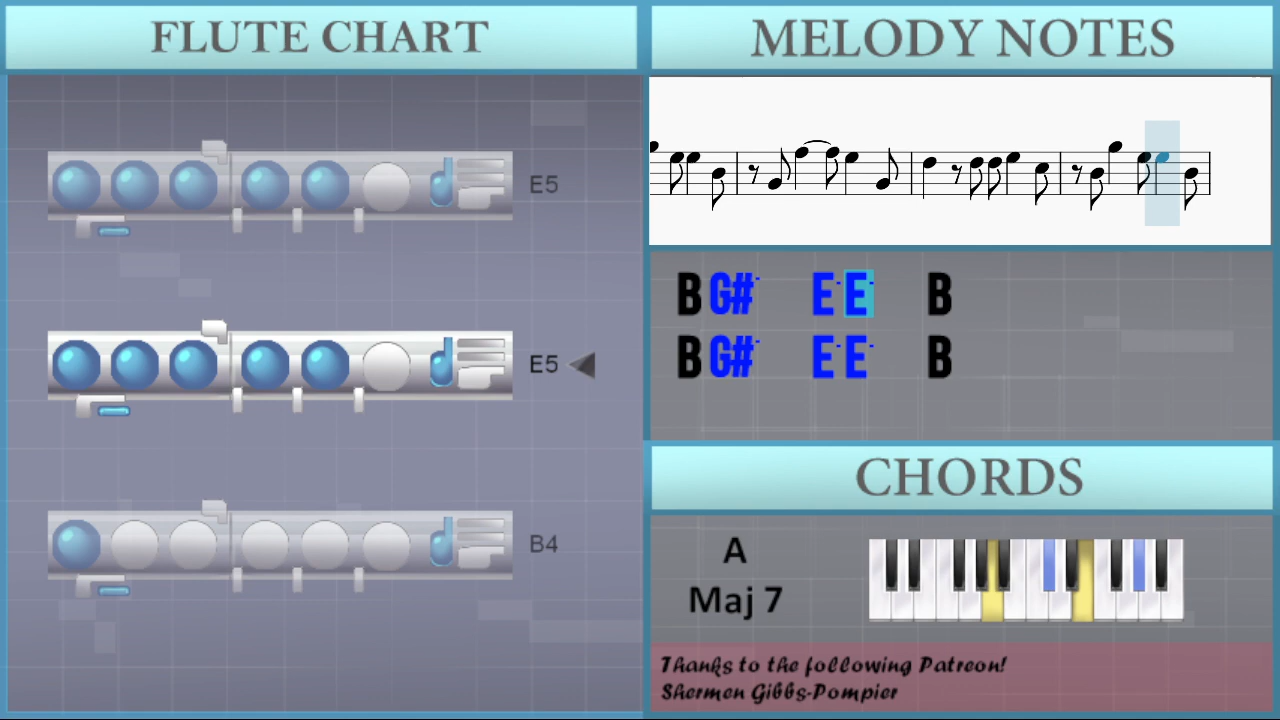 FLUTE CHART
E5
E5
B4
MELODY NOTES
B G#- E- E- B
B G#- E- E- B
CHORDS
A
Maj 7
Thanks to the following Patreon!
Shermen Gibbs-Pompier